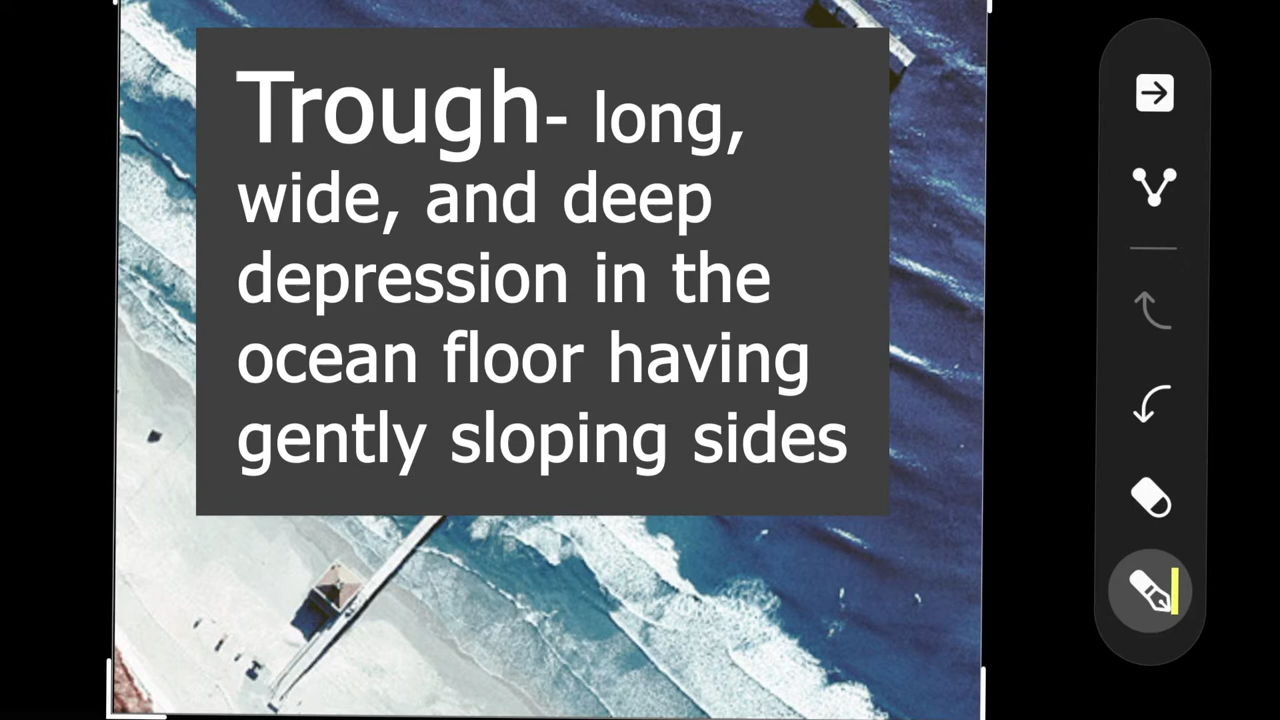 Trough- long,
wide, and deep
depression in the
ocean floor having
gently sloping sides